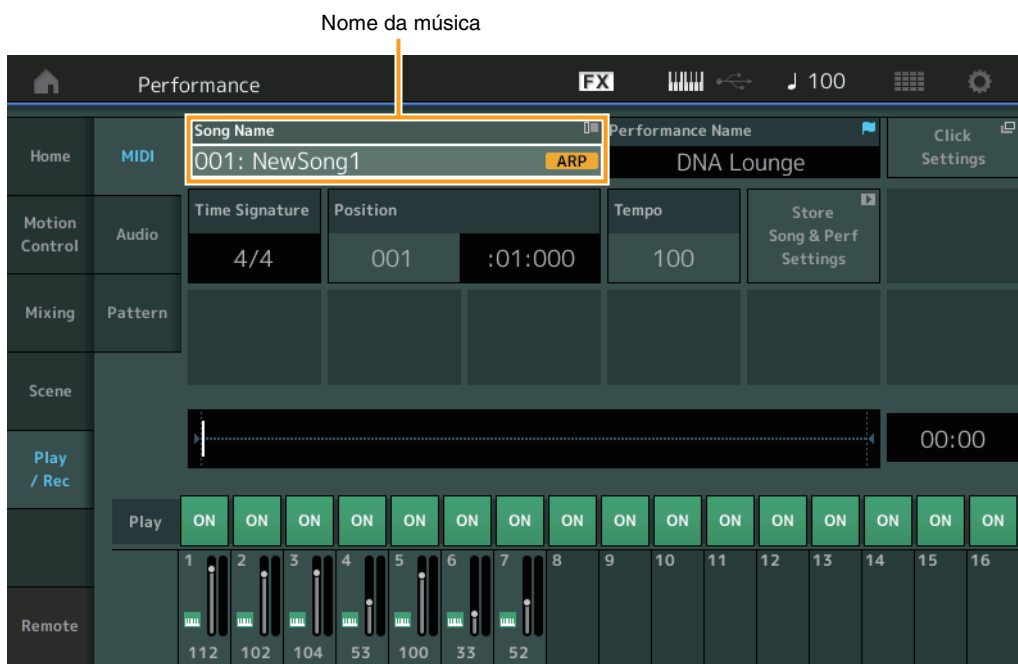 Nome da música
Performance
FX
100
Song Name
001: NewSong1
ARP
Performance Name
DNA Lounge
Click
Settings
Home
MIDI
Motion
Control
Audio
Time Signature
4/4
Position
001
:01:000
Tempo
100
Store
Song & Perf
Settings
Mixing
Pattern
Scene
Play
/ Rec
00:00
Play
ON ON ON ON ON ON ON ON ON ON ON ON ON ON ON ON
1 2 3 4 5 6 7 8 9 10 11 12 13 14 15 16
112 102 104 53 100 33 52
Remote